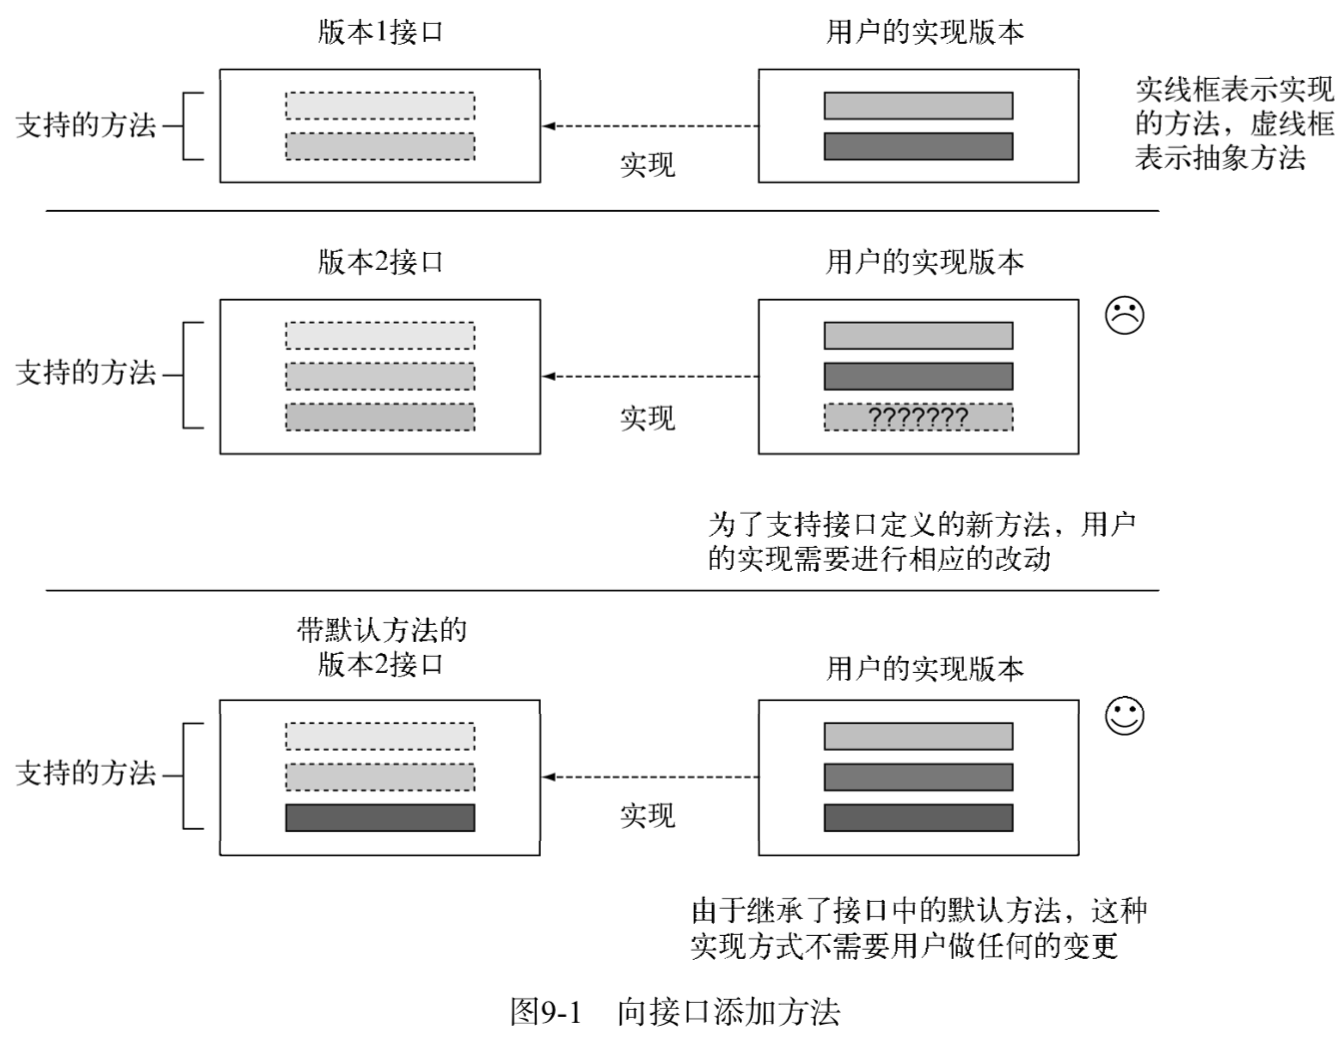 版本1接口
用户的实现版本
支持的方法
实现
实线框表示实现
的方法，虚线框
表示抽象方法
版本2接口
用户的实现版本
支持的方法
实现
???????
为了支持接口定义的新方法，用户
的实现需要进行相应的改动
带默认方法的
版本2接口
用户的实现版本
支持的方法
实现
由于继承了接口中的默认方法，这种
实现方式不需要用户做任何的变更
图9-1 向接口添加方法